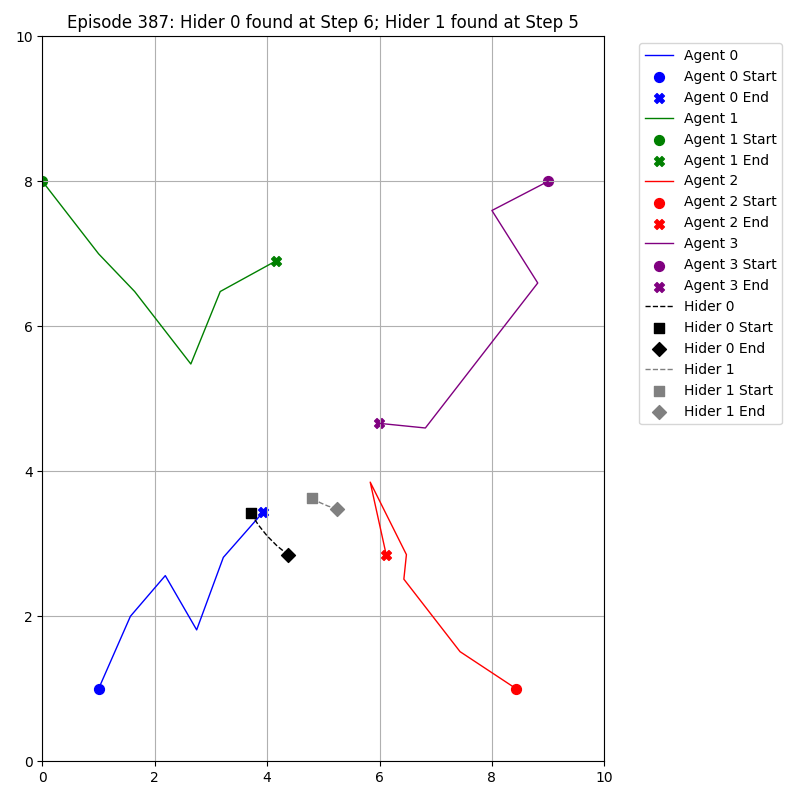 Episode 387: Hider 0 found at Step 6; Hider 1 found at Step 5
10
8
6
4
2
0
0 2 4 6 8 10
Agent 0
Agent 0 Start
Agent 0 End
Agent 1
Agent 1 Start
Agent 1 End
Agent 2
Agent 2 Start
Agent 2 End
Agent 3
Agent 3 Start
Agent 3 End
Hider 0
Hider 0 Start
Hider 0 End
Hider 1
Hider 1 Start
Hider 1 End